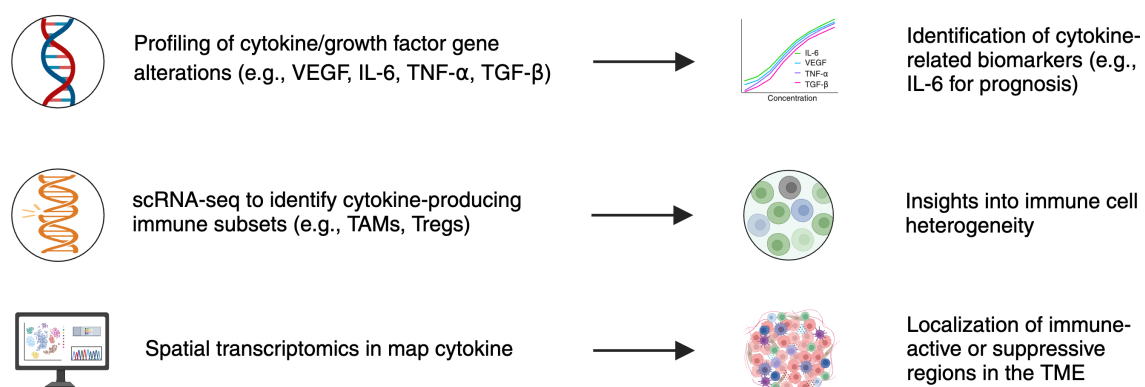 Profiling of cytokine/growth factor gene
alterations (e.g., VEGF, IL-6, TNF-α, TGF-β)
IL-6
VEGF
TNF-α
TGF-β
Concentration
Identification of cytokine-
related biomarkers (e.g.,
IL-6 for prognosis)
scRNA-seq to identify cytokine-producing
immune subsets (e.g., TAMs, Tregs)
Insights into immune cell
heterogeneity
Spatial transcriptomics in map cytokine
Localization of immune-
active or suppressive
regions in the TME